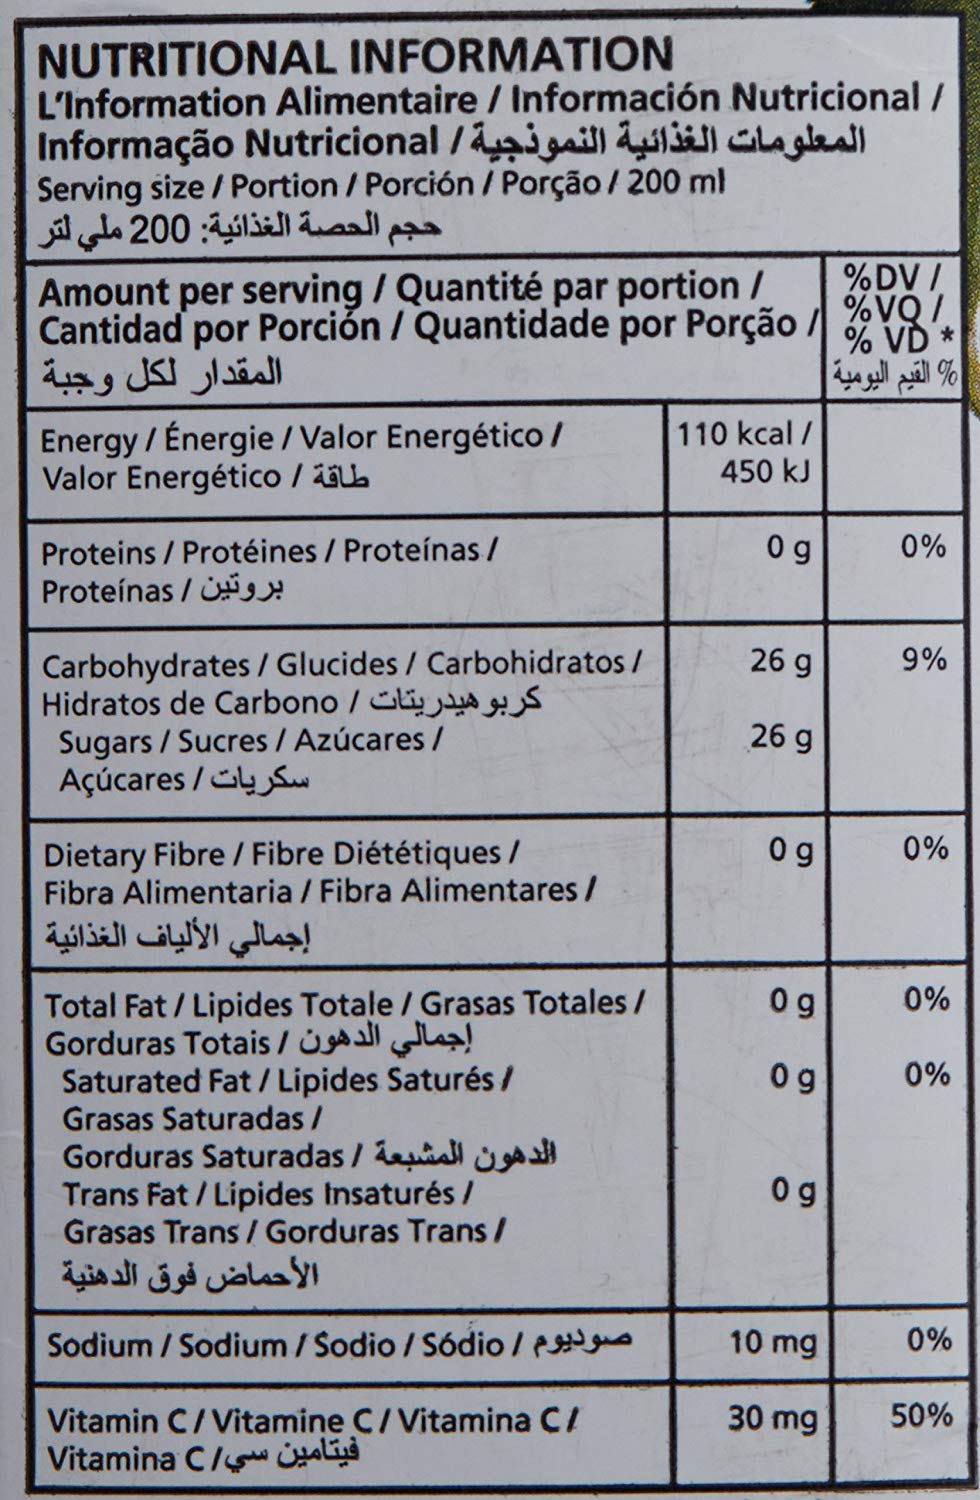 NUTRITIONAL INFORMATION
L'Information Alimentaire / Información Nutricional /
Informação Nutricional / المعلومات الغذائية النموذجية
Serving size / Portion / Porción / Porção / 200 ml
حجم الحصة الغذائية: 200 ملي لتر
Amount per serving / Quantité par portion /
Cantidad por Porción / Quantidade por Porção /
المقدار لكل وجبة
%DV /
%VQ /
% VD *
% القيم اليومية
Energy / Énergie / Valor Energético / 110 kcal /
Valor Energético / طاقة 450 kJ
Proteins / Protéines / Proteínas / 0 g 0%
Proteínas / بروتين
Carbohydrates / Glucides / Carbohidratos / 26 g 9%
Hidratos de Carbono / كربوهيدريتات
Sugars / Sucres / Azúcares / 26 g
Açúcares / سكريات
Dietary Fibre / Fibre Diététiques / 0 g 0%
Fibra Alimentaria / Fibra Alimentares /
إجمالي الألياف الغذائية
Total Fat / Lipides Totale / Grasas Totales / 0 g 0%
Gorduras Totais / إجمالي الدهون
Saturated Fat / Lipides Saturés / 0 g 0%
Grasas Saturadas /
Gorduras Saturadas / الدهون المشبعة
Trans Fat / Lipides Insaturés / 0 g
Grasas Trans / Gorduras Trans /
الأحماض فوق الدهنية
Sodium / Sodium / Sodio / Sódio / صوديوم 10 mg 0%
Vitamin C / Vitamine C / Vitamina C / 30 mg 50%
Vitamina C / فيتامين سي